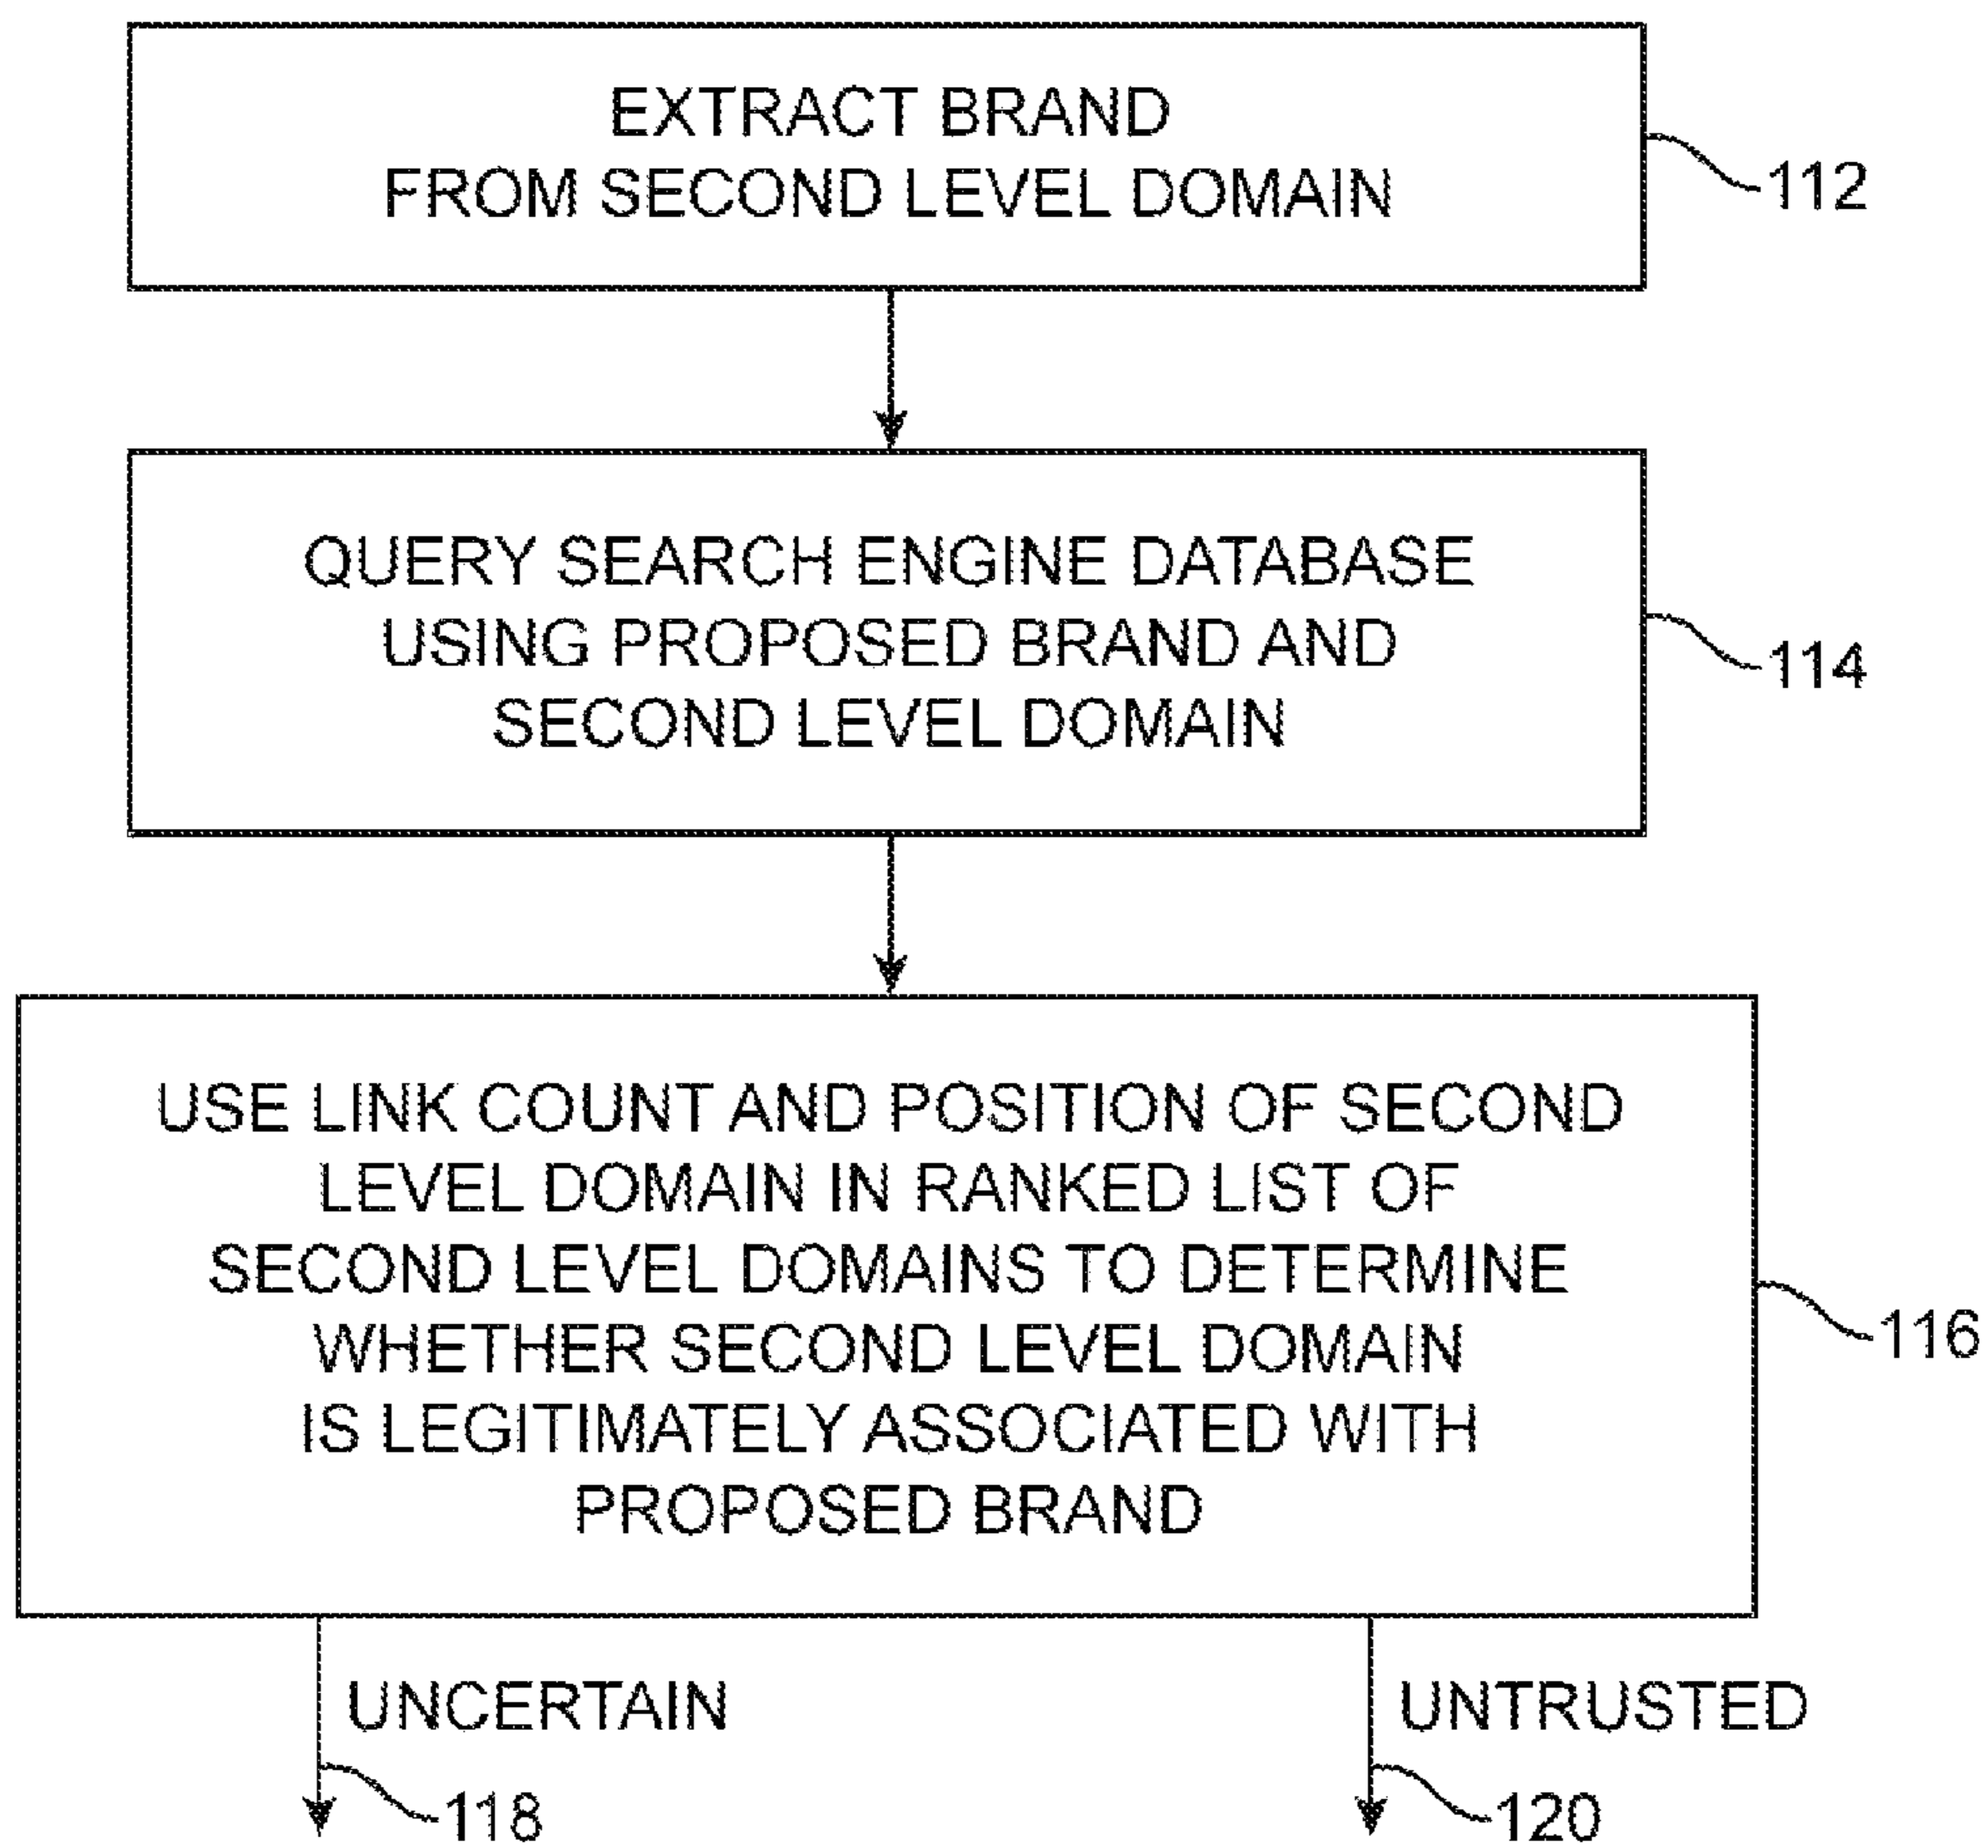 EXTRACT BRAND
FROM SECOND LEVEL DOMAIN
112
QUERY SEARCH ENGINE DATABASE
USING PROPOSED BRAND AND
SECOND LEVEL DOMAIN
114
USE LINK COUNT AND POSITION OF SECOND
LEVEL DOMAIN IN RANKED LIST OF
SECOND LEVEL DOMAINS TO DETERMINE
WHETHER SECOND LEVEL DOMAIN
IS LEGITIMATELY ASSOCIATED WITH
PROPOSED BRAND
116
UNCERTAIN
118
UNTRUSTED
120